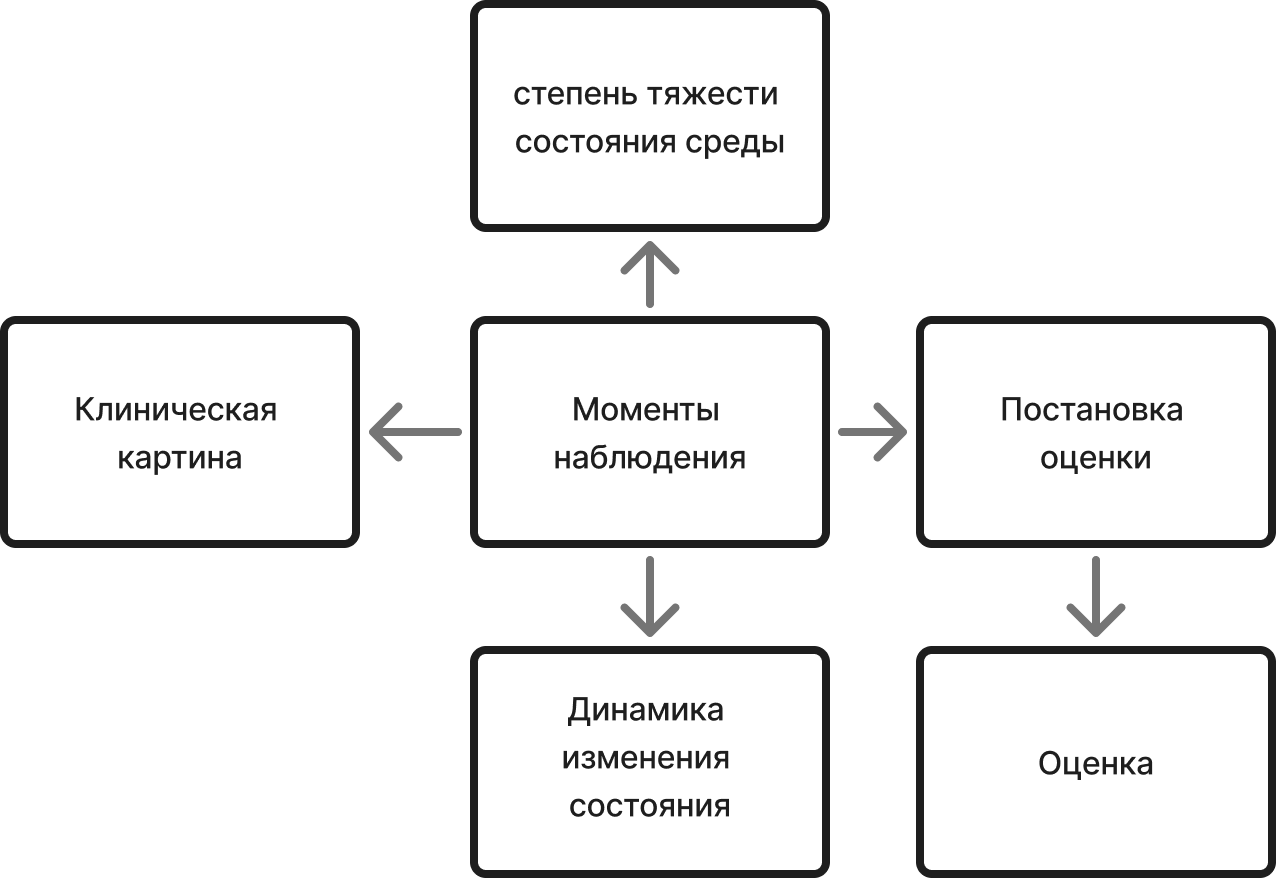 степень тяжести
состояния среды
Клиническая
картина
Моменты
наблюдения
Постановка
оценки
Динамика
изменения
состояния
Оценка